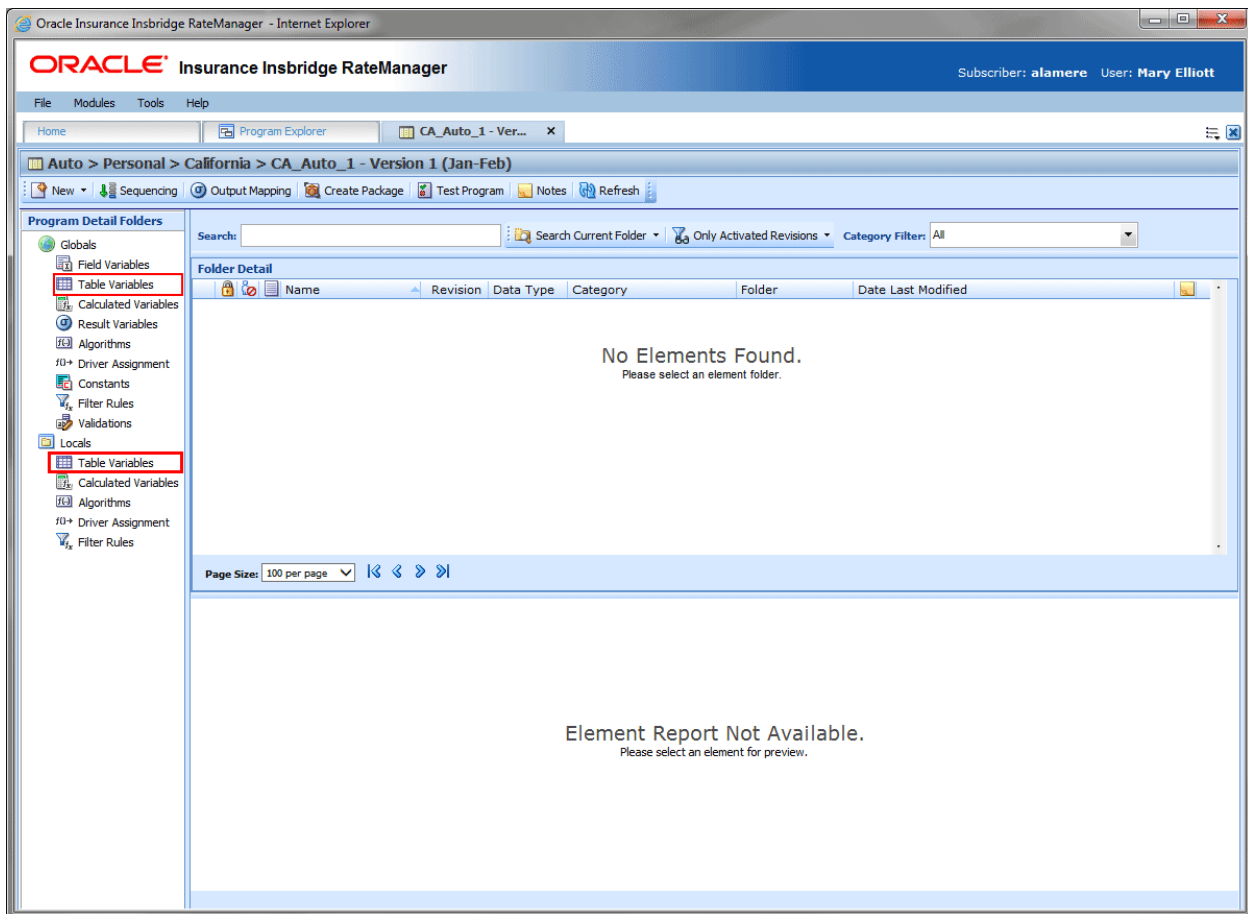 Oracle Insurance Insbridge RateManager - Internet Explorer
ORACLE Insurance Insbridge RateManager
Subscriber: alamere User: Mary Elliott
File Modules Tools Help
Home Program Explorer CA_Auto_1 - Ver... x
Auto > Personal > California > CA_Auto_1 - Version 1 (Jan-Feb)
New Sequencing Output Mapping Create Package Test Program Notes Refresh
Program Detail Folders
Globals
Field Variables
Table Variables
Calculated Variables
Result Variables
Algorithms
Driver Assignment
Constants
Filter Rules
Validations
Locals
Table Variables
Calculated Variables
Algorithms
Driver Assignment
Filter Rules
Search: Search Current Folder Only Activated Revisions Category Filter: All
Folder Detail
Name Revision Data Type Category Folder Date Last Modified
No Elements Found.
Please select an element folder.
Page Size: 100 per page
Element Report Not Available.
Please select an element for preview.